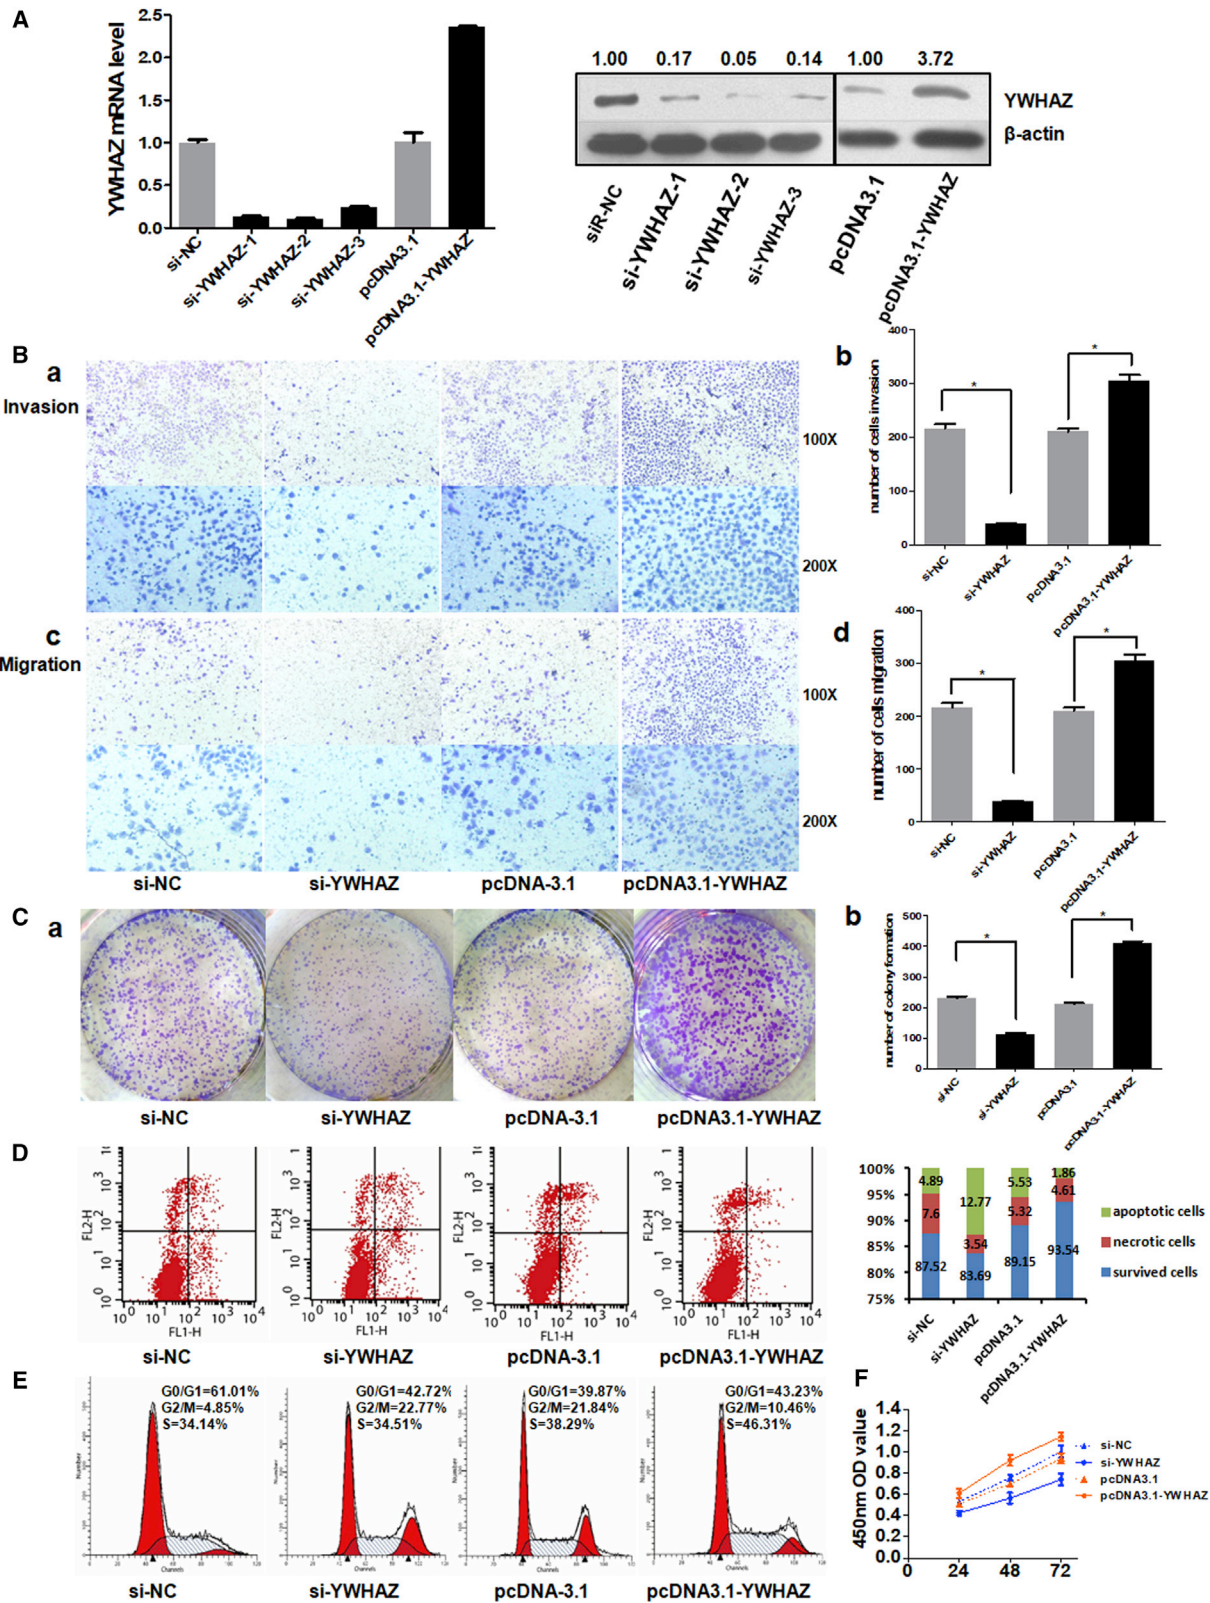 A
YWHAZ mRNA level
2.5
2.0
1.5
1.0
0.5
0.0
si-NC
si-YWHAZ-1
si-YWHAZ-2
si-YWHAZ-3
pcDNA3.1
pcDNA3.1-YWHAZ
1.00 0.17 0.05 0.14 1.00 3.72
YWHAZ
β-actin
siR-NC
si-YWHAZ-1
si-YWHAZ-2
si-YWHAZ-3
pcDNA3.1
pcDNA3.1-YWHAZ
B
a
Invasion
100X
200X
b
number of cells invasion
400
300
200
100
0
*
*
si-NC
si-YWHAZ
pcDNA3.1
pcDNA3.1-YWHAZ
c
Migration
100X
200X
si-NC si-YWHAZ pcDNA-3.1 pcDNA3.1-YWHAZ
d
number of cells migration
400
300
200
100
0
*
*
si-NC
si-YWHAZ
pcDNA3.1
pcDNA3.1-YWHAZ
C
a
si-NC si-YWHAZ pcDNA-3.1 pcDNA3.1-YWHAZ
b
number of colony formation
500
400
300
200
100
0
*
*
si-NC
si-YWHAZ
pcDNA3.1
pcDNA3.1-YWHAZ
D
FL2-H FL2-H FL2-H FL2-H
FL1-H FL1-H FL1-H FL1-H
si-NC si-YWHAZ pcDNA-3.1 pcDNA3.1-YWHAZ
100%
95%
90%
85%
80%
75%
4.89 12.77 5.53 1.86
7.6 3.54 5.32 4.61
87.52 83.69 89.15 93.54
apoptotic cells
necrotic cells
survived cells
si-NC
si-YWHAZ
pcDNA3.1
pcDNA3.1-YWHAZ
E
G0/G1=61.01%
G2/M=4.85%
S=34.14%
G0/G1=42.72%
G2/M=22.77%
S=34.51%
G0/G1=39.87%
G2/M=21.84%
S=38.29%
G0/G1=43.23%
G2/M=10.46%
S=46.31%
Number Number Number Number
Channels Channels Channels Channels
si-NC si-YWHAZ pcDNA-3.1 pcDNA3.1-YWHAZ
F
450nm OD value
1.4
1.2
1.0
0.8
0.6
0.4
0.2
0.0
0 24 48 72
si-NC
si-YWHAZ
pcDNA3.1
pcDNA3.1-YWHAZ